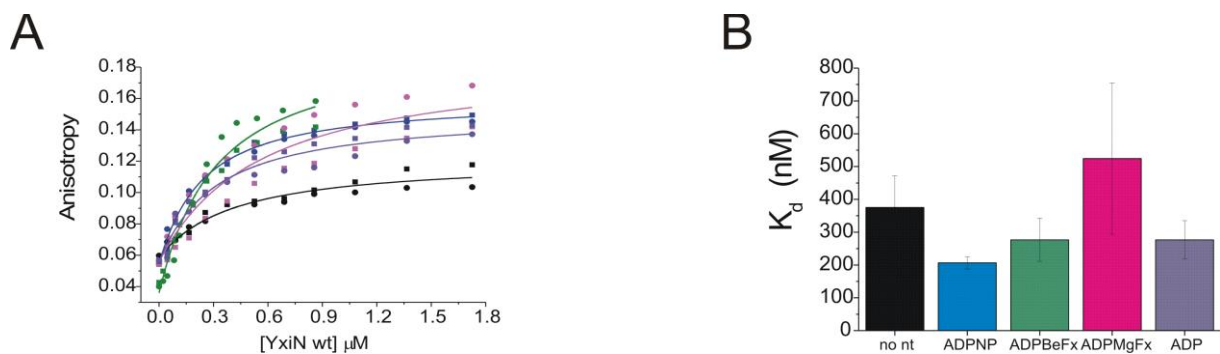 A
Anisotropy
0.18
0.16
0.14
0.12
0.10
0.08
0.06
0.04
0.0 0.3 0.6 0.9 1.2 1.5 1.8
[YxiN wt] μM
B
K_d (nM)
800
700
600
500
400
300
200
100
0
no nt ADPNP ADPBeFx ADPMgFx ADP